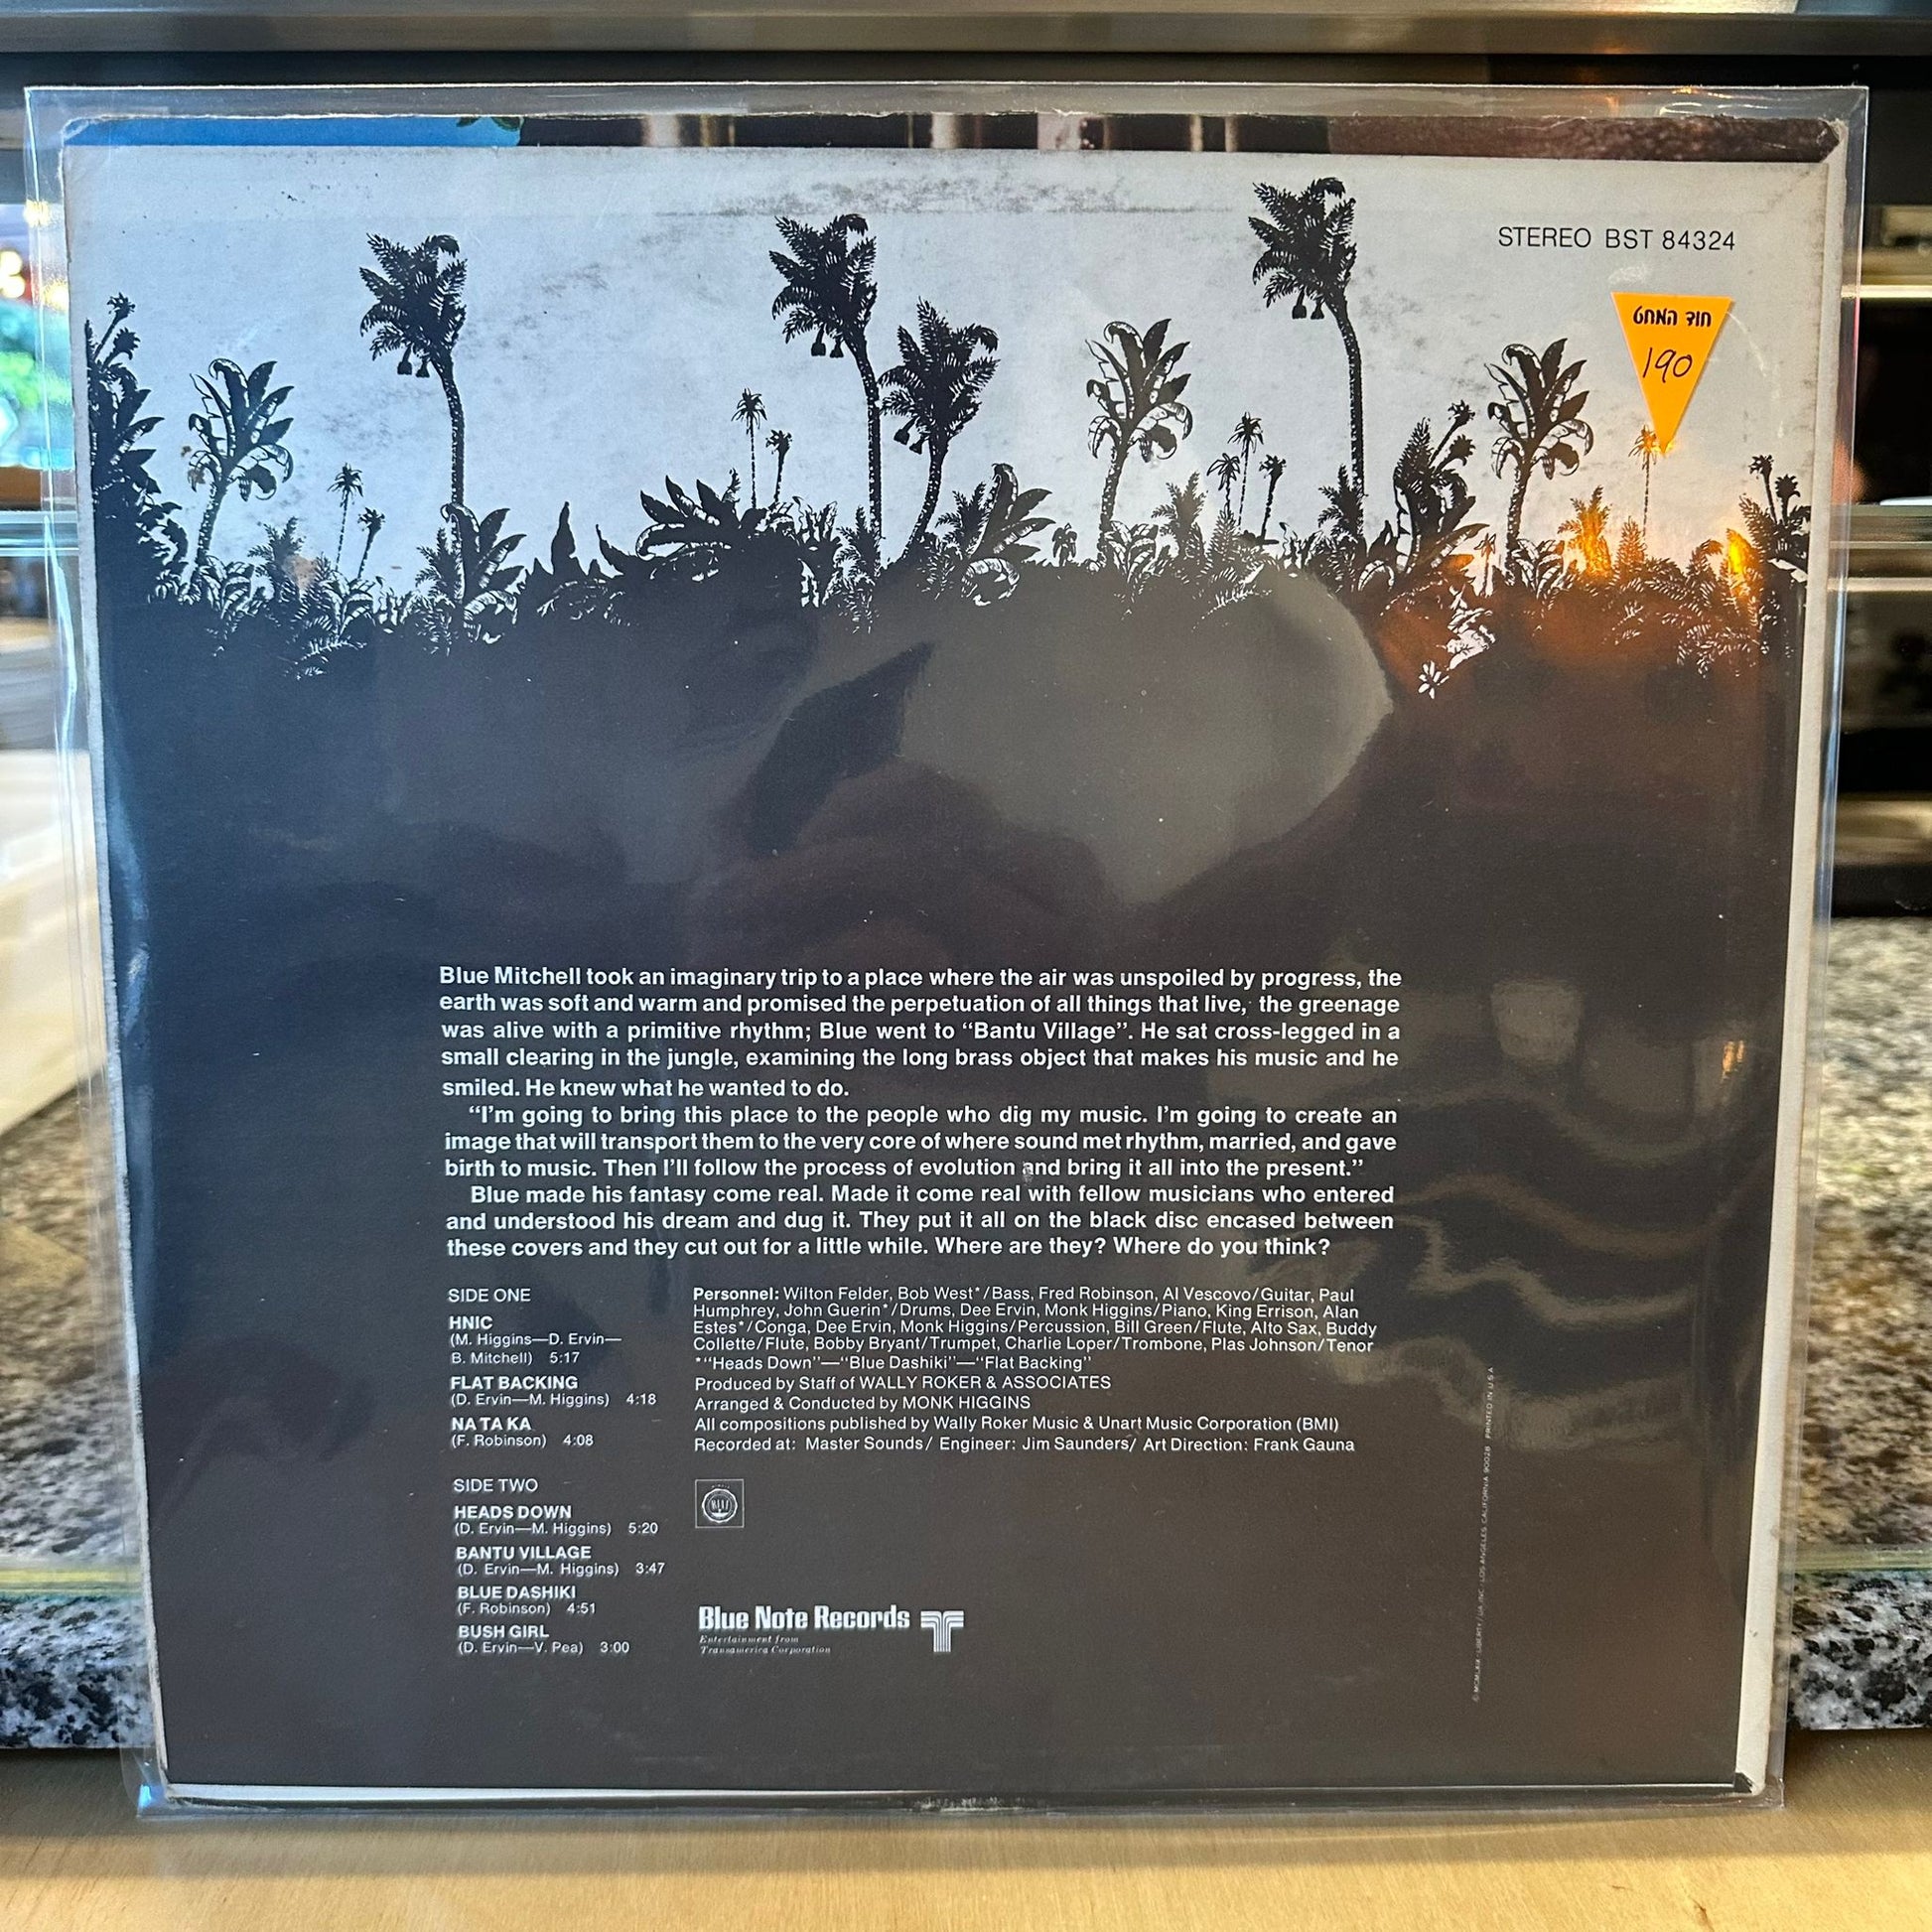 STEREO BST 84324
חוד המחט
190
Blue Mitchell took an imaginary trip to a place where the air was unspoiled by progress, the
earth was soft and warm and promised the perpetuation of all things that live, the greenage
was alive with a primitive rhythm; Blue went to “Bantu Village”. He sat cross-legged in a
small clearing in the jungle, examining the long brass object that makes his music and he
smiled. He knew what he wanted to do.
“I’m going to bring this place to the people who dig my music. I’m going to create an
image that will transport them to the very core of where sound met rhythm, married, and gave
birth to music. Then I’ll follow the process of evolution and bring it all into the present.”
Blue made his fantasy come real. Made it come real with fellow musicians who entered
and understood his dream and dug it. They put it all on the black disc encased between
these covers and they cut out for a little while. Where are they? Where do you think?
SIDE ONE
HNIC
(M. Higgins—D. Ervin—
B. Mitchell) 5:17
FLAT BACKING
(D. Ervin—M. Higgins) 4:18
NA TA KA
(F. Robinson) 4:08
SIDE TWO
HEADS DOWN
(D. Ervin—M. Higgins) 5:20
BANTU VILLAGE
(D. Ervin—M. Higgins) 3:47
BLUE DASHIKI
(F. Robinson) 4:51
BUSH GIRL
(D. Ervin—V. Pea) 3:00
Personnel: Wilton Felder, Bob West*/Bass, Fred Robinson, Al Vescovo/Guitar, Paul
Humphrey, John Guerin*/Drums, Dee Ervin, Monk Higgins/Piano, King Errison, Alan
Estes*/Conga, Dee Ervin, Monk Higgins/Percussion, Bill Green/Flute, Alto Sax, Buddy
Collette/Flute, Bobby Bryant/Trumpet, Charlie Loper/Trombone, Plas Johnson/Tenor
*“Heads Down”—“Blue Dashiki”—“Flat Backing”
Produced by Staff of WALLY ROKER & ASSOCIATES
Arranged & Conducted by MONK HIGGINS
All compositions published by Wally Roker Music & Unart Music Corporation (BMI)
Recorded at: Master Sounds/ Engineer: Jim Saunders/ Art Direction: Frank Gauna
Blue Note Records
Entertainment from
Transamerica Corporation
© MCMLXIX · LIBERTY/UA, INC. LOS ANGELES, CALIFORNIA 90028 PRINTED IN U.S.A.